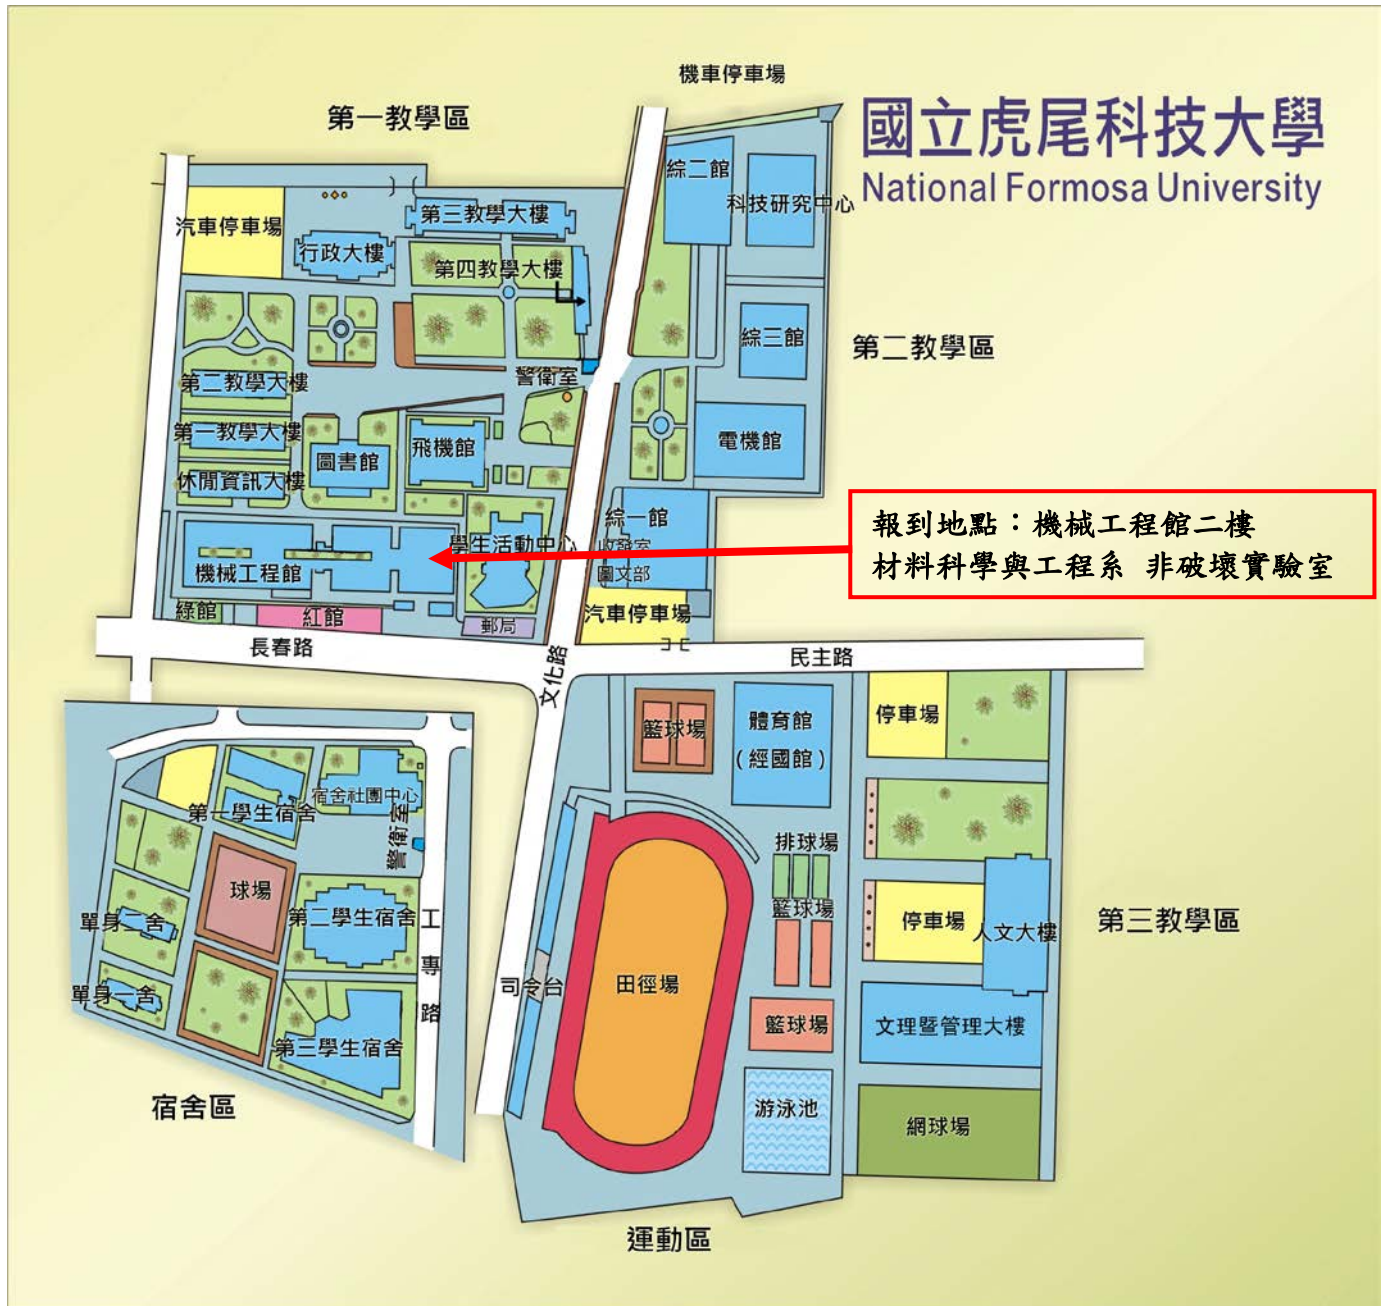 機車停車場
第一教學區
國立虎尾科技大學
National Formosa University
綜二館
科技研究中心
第三教學大樓
汽車停車場
行政大樓
第四教學大樓
綜三館
第二教學區
警衛室
第二教學大樓
第一教學大樓
飛機館
電機館
圖書館
休閒資訊大樓
綜一館
報到地點：機械工程館二樓
材料科學與工程系 非破壞實驗室
學生活動中心
收發室
圖文部
機械工程館
綠館
紅館
郵局
汽車停車場
長春路
文化路
民主路
籃球場
體育館
(經國館)
停車場
宿舍社團中心
第一學生宿舍
警衛室
排球場
球場
籃球場
單身二舍
第二學生宿舍
工專路
停車場
人文大樓
第三教學區
單身一舍
司令台
田徑場
籃球場
文理暨管理大樓
第三學生宿舍
宿舍區
游泳池
網球場
運動區